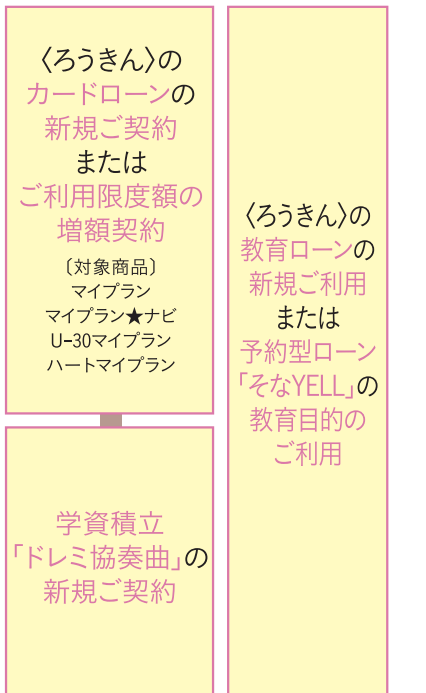 〈ろうきん〉の
カードローンの
新規ご契約
または
ご利用限度額の
増額契約
〔対象商品〕
マイプラン
マイプラン★ナビ
U-30マイプラン
ハートマイプラン
学資積立
「ドレミ協奏曲」の
新規ご契約
〈ろうきん〉の
教育ローンの
新規ご利用
または
予約型ローン
「そなYELL」の
教育目的の
ご利用